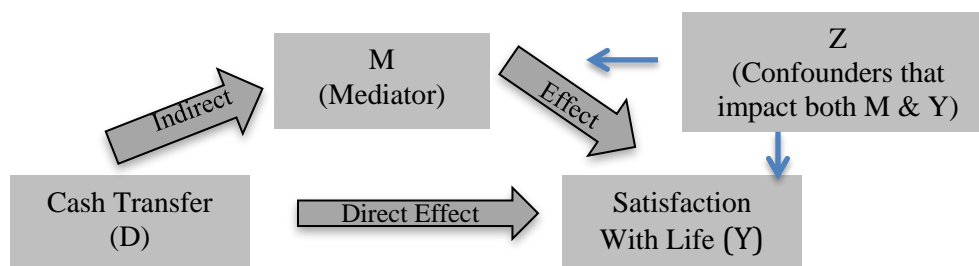 M
(Mediator)
Z
(Confounders that
impact both M & Y)
Indirect
Effect
Cash Transfer
(D)
Direct Effect
Satisfaction
With Life (Y)